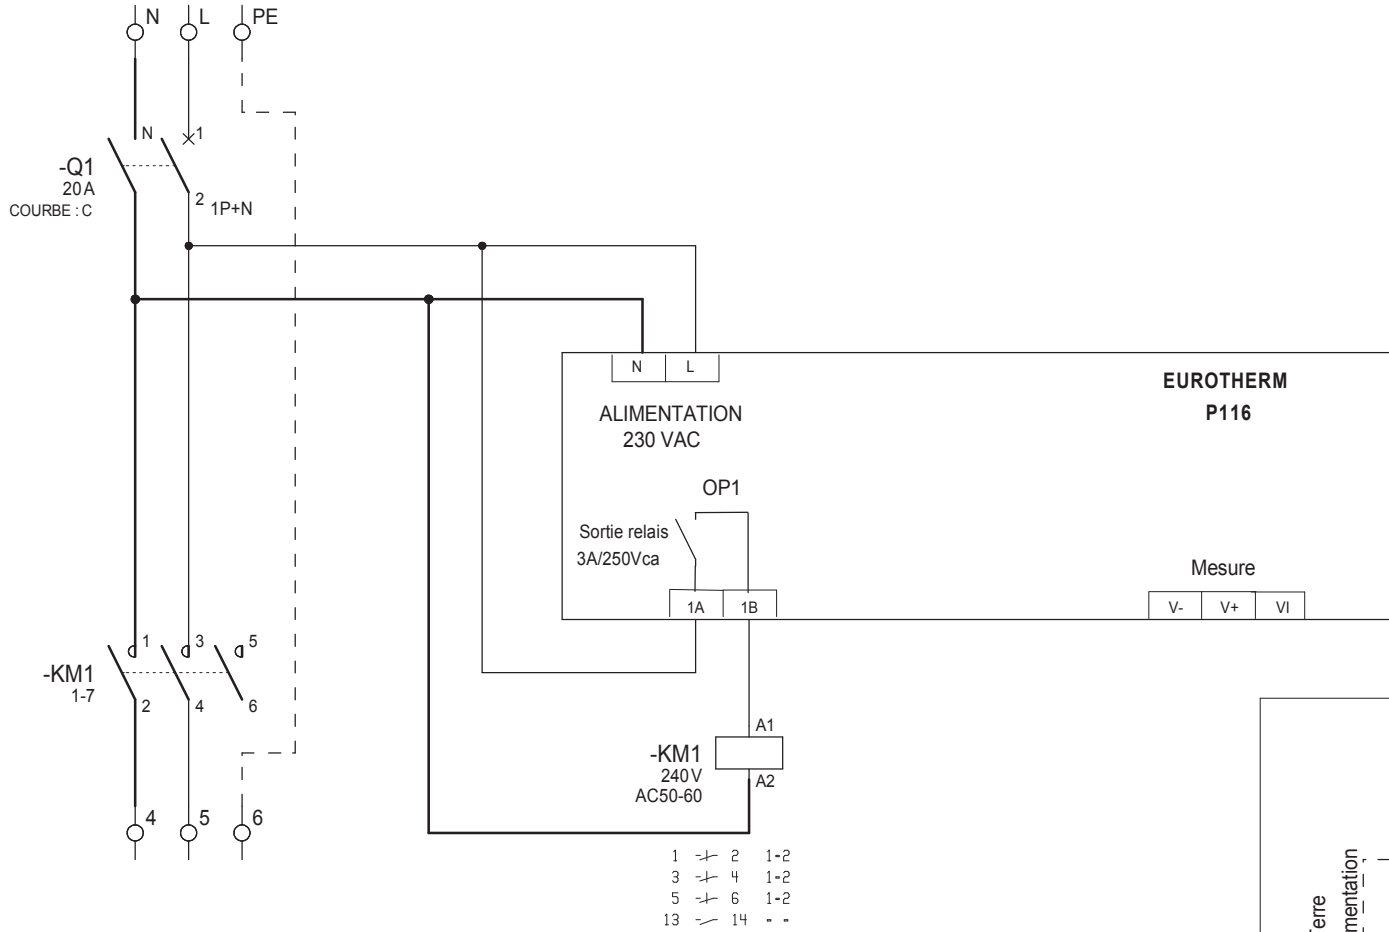 N L PE
N 1
-Q1
20A
COURBE : C
2 1P+N
N L
EUROTHERM
P116
ALIMENTATION
230 VAC
OP1
Sortie relais
3A/250Vca
Mesure
1A 1B
V- V+ VI
1 3 5
-KM1
1-7
2 4 6
A1
-KM1
240V
AC50-60
A2
4 5 6
1 2 1-2
3 4 1-2
5 6 1-2
13 14 - -